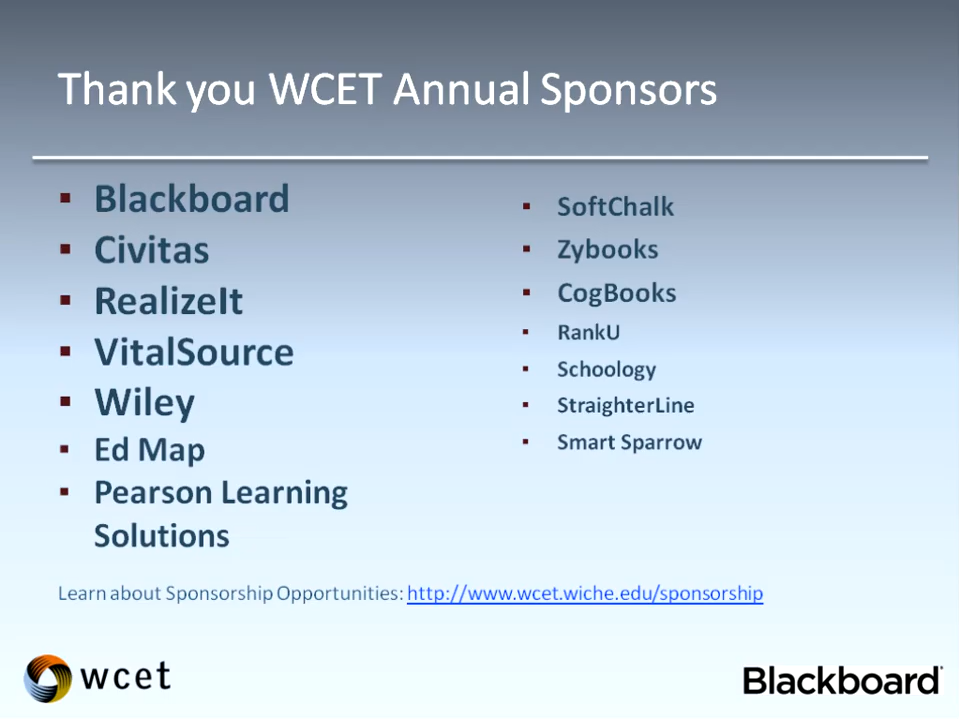 Thank you WCET Annual Sponsors
▪ Blackboard
▪ Civitas
▪ RealizeIt
▪ VitalSource
▪ Wiley
▪ Ed Map
▪ Pearson Learning
Solutions
▪ SoftChalk
▪ Zybooks
▪ CogBooks
▪ RankU
▪ Schoology
▪ StraighterLine
▪ Smart Sparrow
Learn about Sponsorship Opportunities: http://www.wcet.wiche.edu/sponsorship
wcet
Blackboard